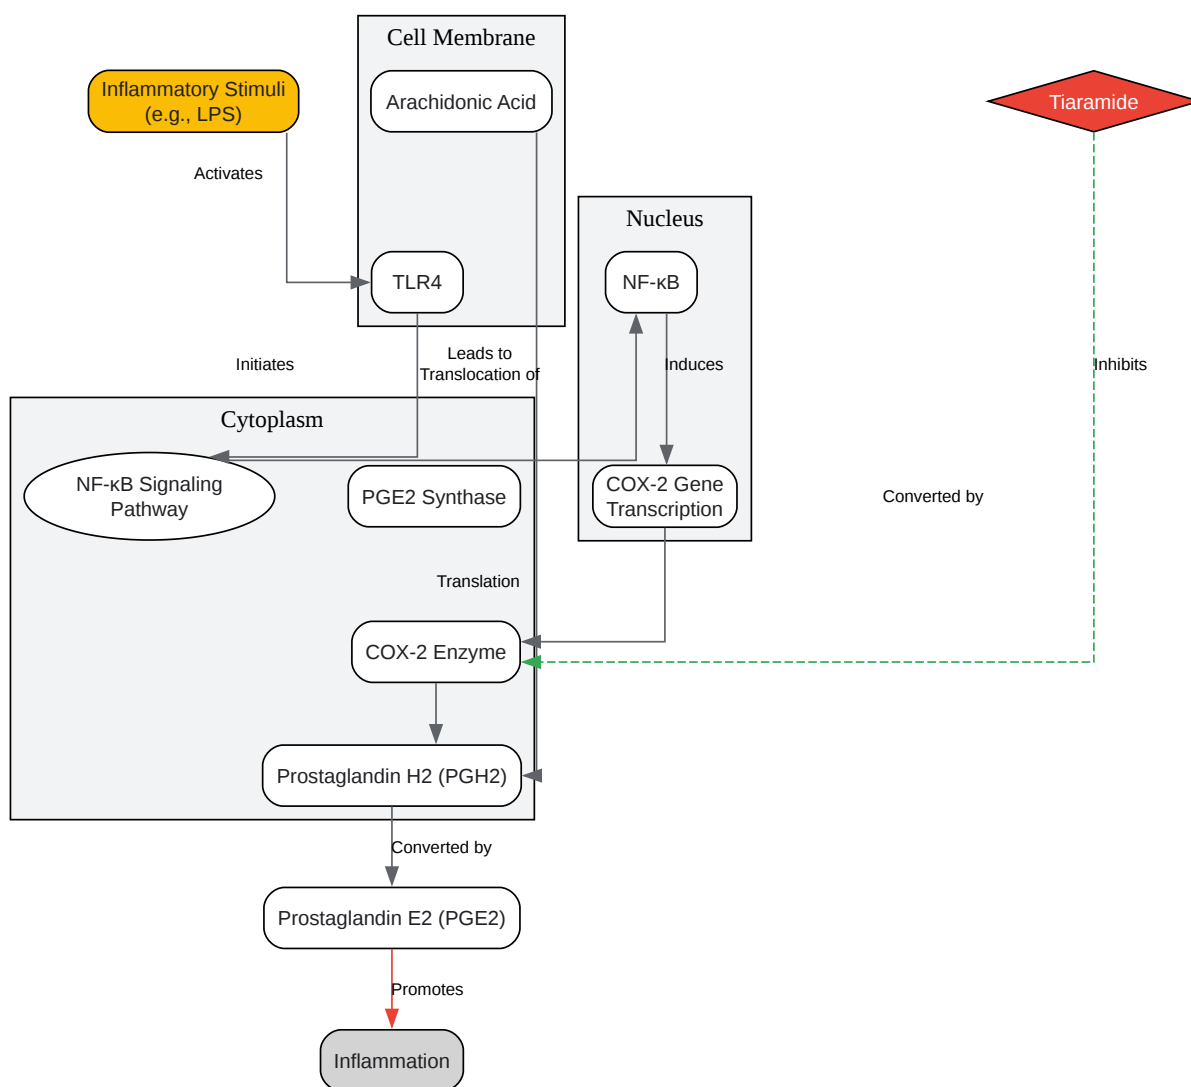 Cell Membrane
Inflammatory Stimuli
(e.g., LPS)
Arachidonic Acid
Tiaramide
Activates
Nucleus
TLR4
NF-κB
Initiates
Leads to
Translocation of
Induces
Inhibits
Cytoplasm
NF-κB Signaling
Pathway
PGE2 Synthase
COX-2 Gene
Transcription
Converted by
Translation
COX-2 Enzyme
Prostaglandin H2 (PGH2)
Converted by
Prostaglandin E2 (PGE2)
Promotes
Inflammation